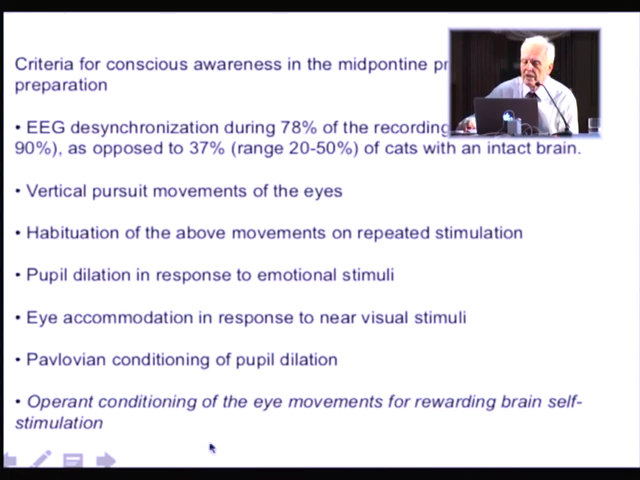 Criteria for conscious awareness in the midpontine
preparation
• EEG desynchronization during 78% of the recording
90%), as opposed to 37% (range 20-50%) of cats with an intact brain.
• Vertical pursuit movements of the eyes
• Habituation of the above movements on repeated stimulation
• Pupil dilation in response to emotional stimuli
• Eye accommodation in response to near visual stimuli
• Pavlovian conditioning of pupil dilation
• Operant conditioning of the eye movements for rewarding brain self-
stimulation